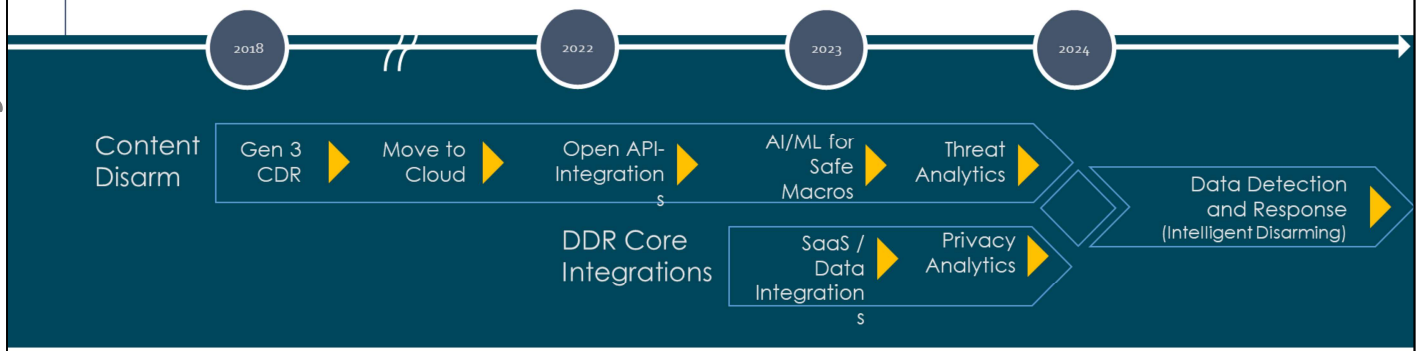 2018
2022
2023
2024
Content
Disarm
Gen 3
CDR
Move to
Cloud
Open API-
Integration
s
AI/ML for
Safe
Macros
Threat
Analytics
DDR Core
Integrations
SaaS /
Data
Integration
s
Privacy
Analytics
Data Detection
and Response
(Intelligent Disarming)